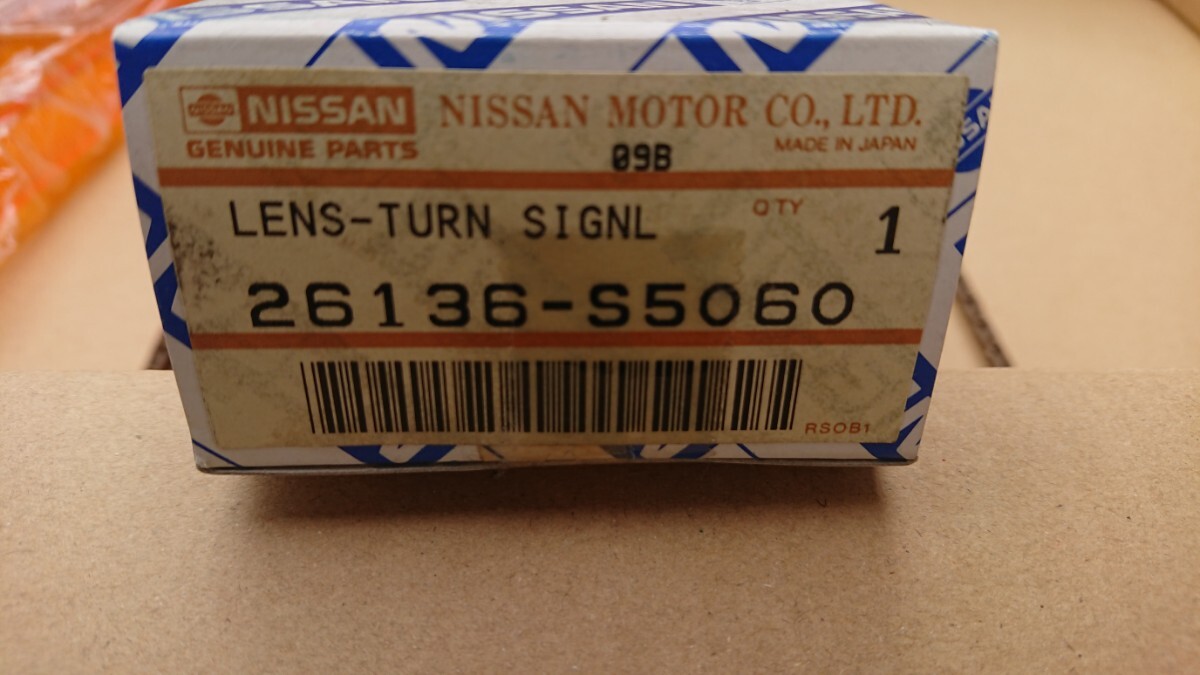 NISSAN
NISSAN MOTOR CO., LTD.
GENUINE PARTS
09B
MADE IN JAPAN
LENS-TURN SIGNL
QTY
1
26136-S5060
RSOB1